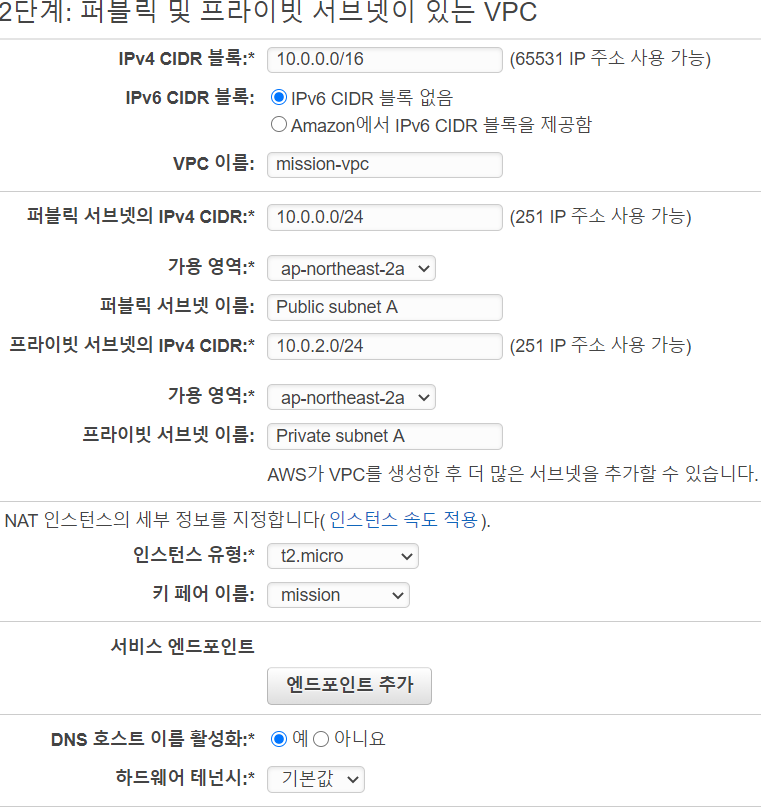 2단계: 퍼블릭 및 프라이빗 서브넷이 있는 VPC
IPv4 CIDR 블록:* 10.0.0.0/16 (65531 IP 주소 사용 가능)
IPv6 CIDR 블록: IPv6 CIDR 블록 없음
Amazon에서 IPv6 CIDR 블록을 제공함
VPC 이름: mission-vpc
퍼블릭 서브넷의 IPv4 CIDR:* 10.0.0.0/24 (251 IP 주소 사용 가능)
가용 영역:* ap-northeast-2a
퍼블릭 서브넷 이름: Public subnet A
프라이빗 서브넷의 IPv4 CIDR:* 10.0.2.0/24 (251 IP 주소 사용 가능)
가용 영역:* ap-northeast-2a
프라이빗 서브넷 이름: Private subnet A
AWS가 VPC를 생성한 후 더 많은 서브넷을 추가할 수 있습니다.
NAT 인스턴스의 세부 정보를 지정합니다( 인스턴스 속도 적용 ).
인스턴스 유형:* t2.micro
키 페어 이름: mission
서비스 엔드포인트
엔드포인트 추가
DNS 호스트 이름 활성화:* 예 아니요
하드웨어 테넌시:* 기본값